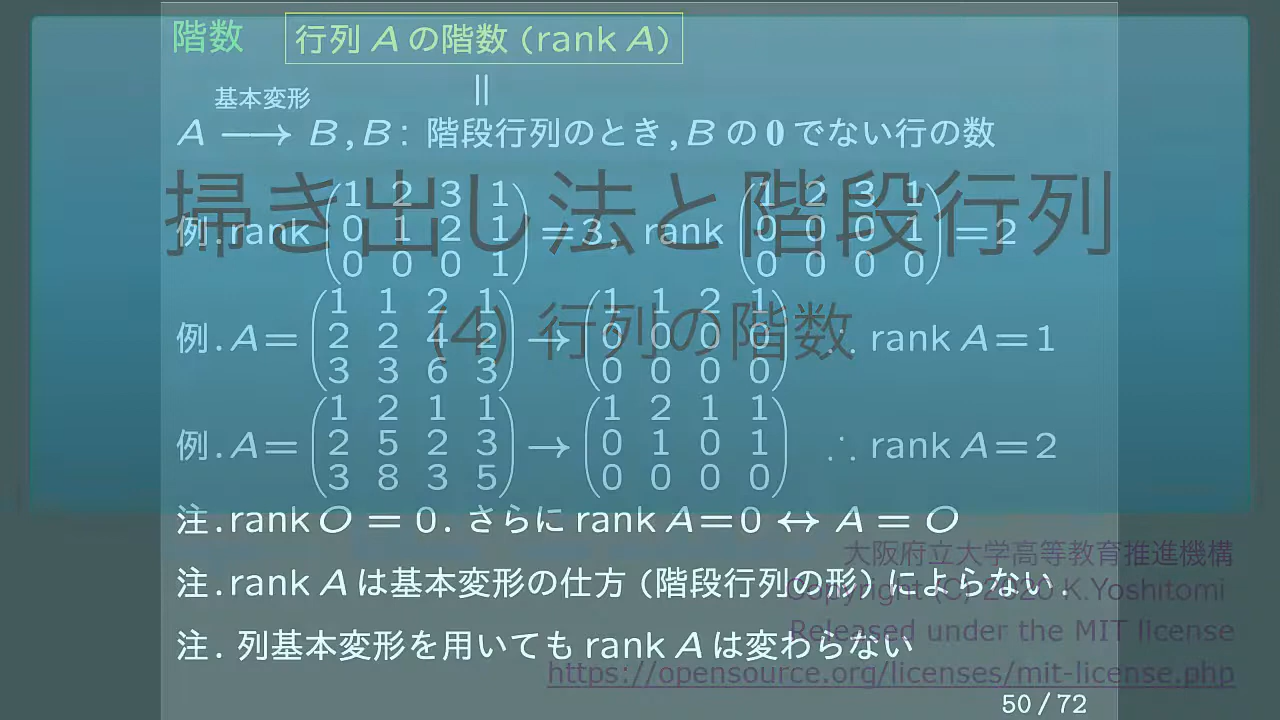 階数 行列 A の階数 (rank A)
||
基本変形
A ⟶ B , B : 階段行列のとき , B の 0 でない行の数
掃き出し法と階段行列
例. rank (1 2 3 1
0 1 2 1
0 0 0 1) = 3, rank (1 2 3 1
0 0 0 1
0 0 0 0) = 2
(4) 行列の階数
例. A = (1 1 2 1
2 2 4 2
3 3 6 3) → (1 1 2 1
0 0 0 0
0 0 0 0) ∴ rank A = 1
例. A = (1 2 1 1
2 5 2 3
3 8 3 5) → (1 2 1 1
0 1 0 1
0 0 0 0) ∴ rank A = 2
注. rank O = 0. さらに rank A = 0 ↔ A = O
大阪府立大学高等教育推進機構
注. rank A は基本変形の仕方 (階段行列の形) によらない.
Copyright (C) 2020 K.Yoshitomi
Released under the MIT license
注. 列基本変形を用いても rank A は変わらない
https://opensource.org/licenses/mit-license.php
50 / 72